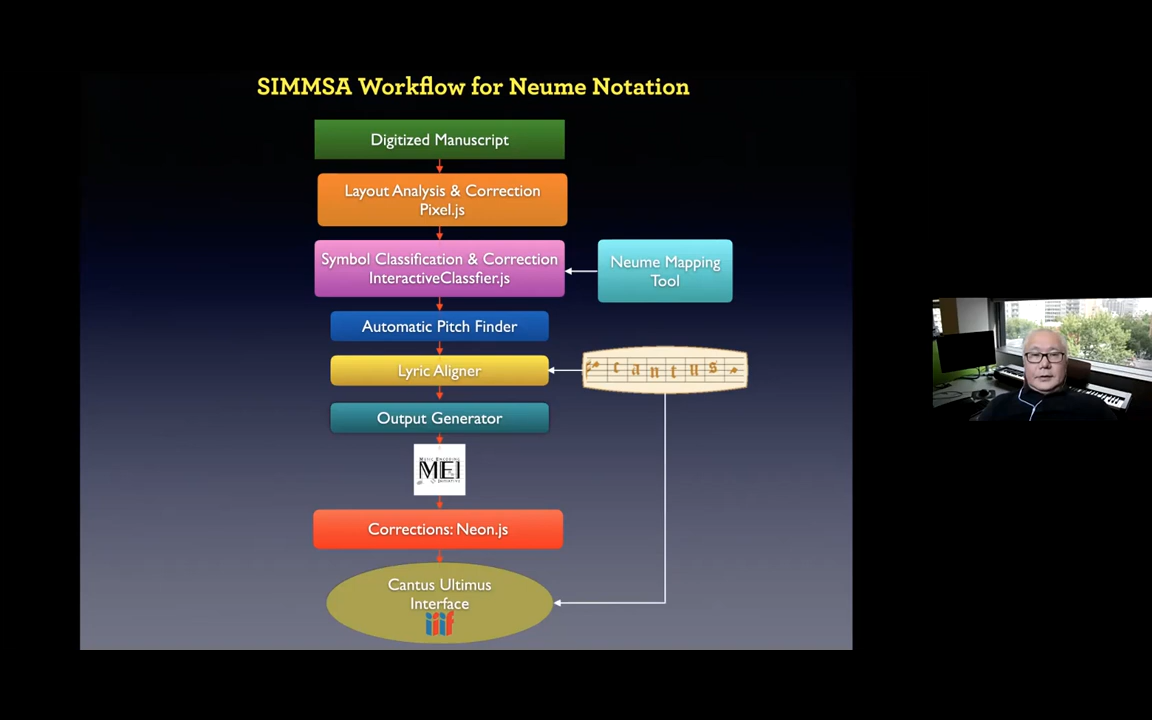 SIMMSA Workflow for Neume Notation
Digitized Manuscript
Layout Analysis & Correction
Pixel.js
Symbol Classification & Correction
InteractiveClassfier.js
Neume Mapping
Tool
Automatic Pitch Finder
Lyric Aligner
cantus
Output Generator
MEI
Corrections: Neon.js
Cantus Ultimus
Interface
iiif